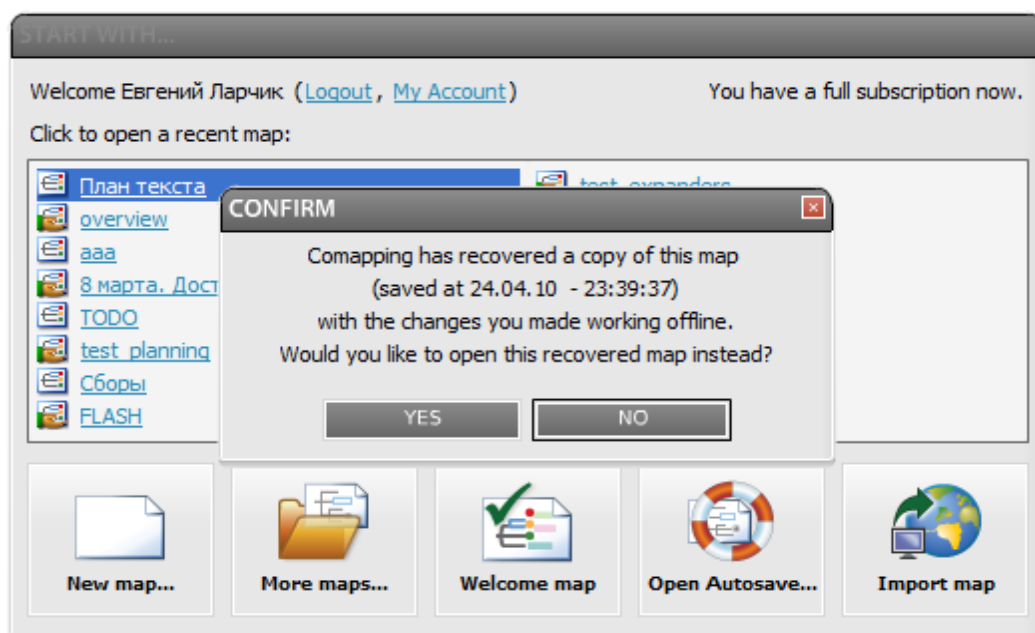 START WITH...
Welcome Евгений Ларчик (Logout, My Account)
You have a full subscription now.
Click to open a recent map:
План текста
test_expanders
overview
aaa
8 марта. Дост
TODO
test_planning
Сборы
FLASH
CONFIRM
Comapping has recovered a copy of this map
(saved at 24.04.10 - 23:39:37)
with the changes you made working offline.
Would you like to open this recovered map instead?
YES
NO
New map...
More maps...
Welcome map
Open Autosave...
Import map